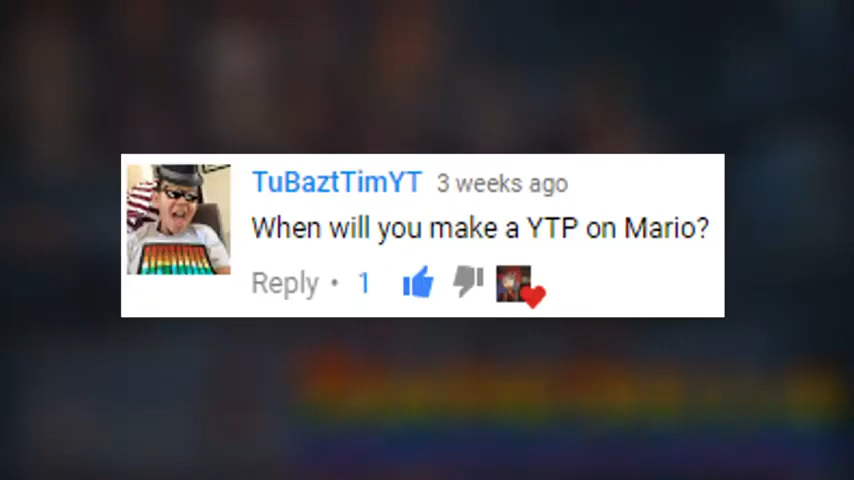 TuBaztTimYT 3 weeks ago
When will you make a YTP on Mario?
Reply • 1